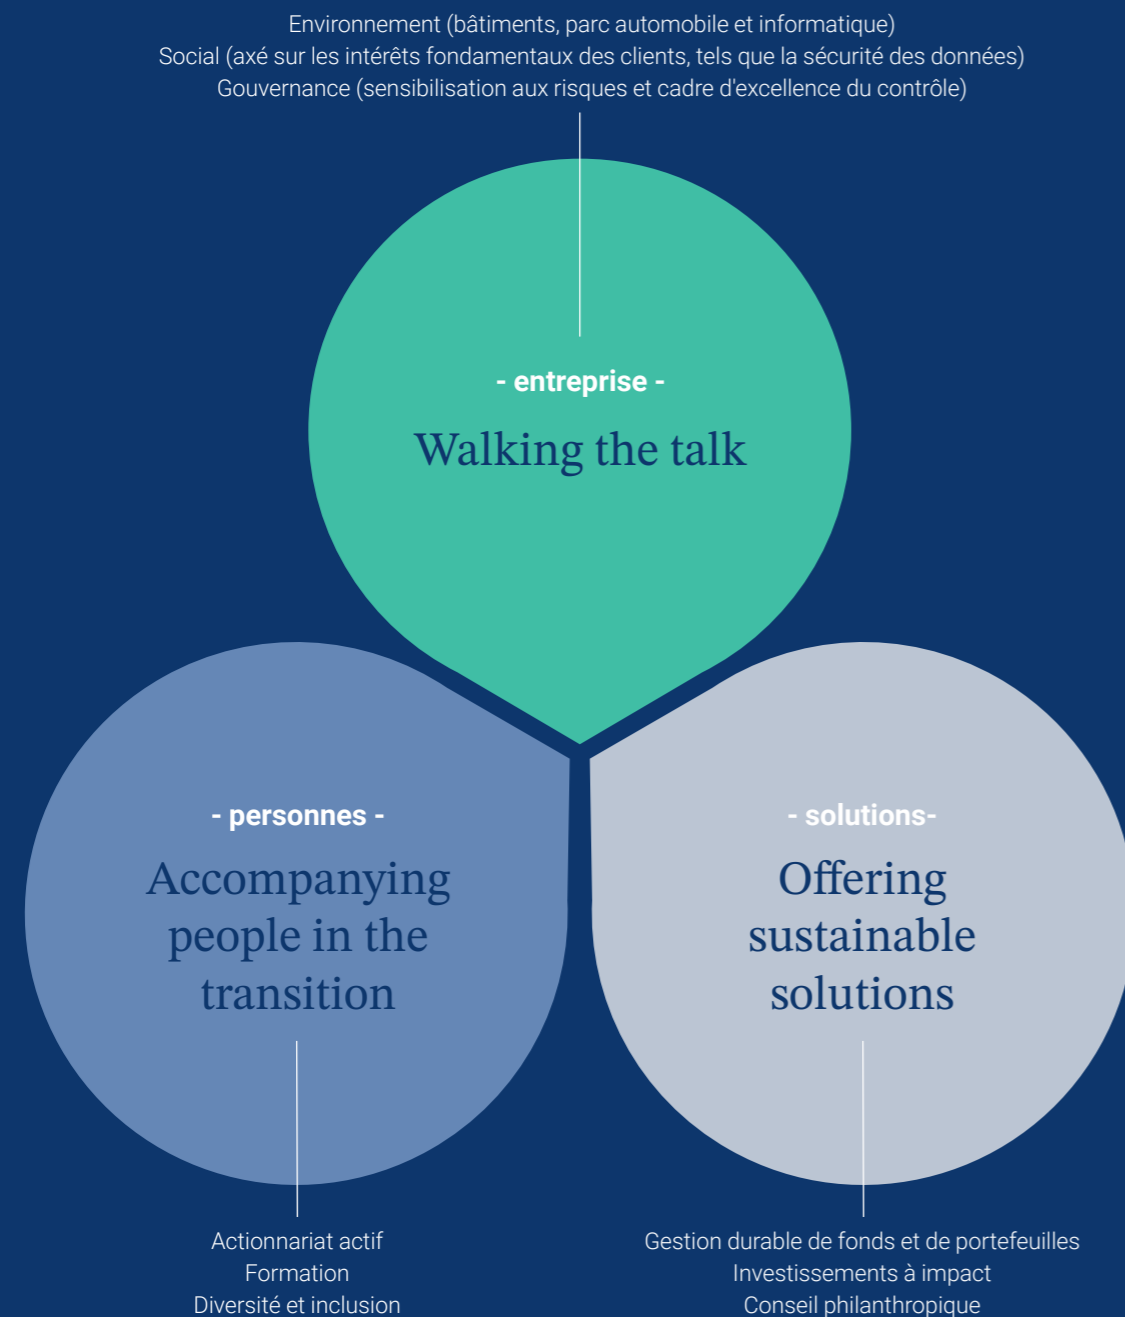 Environnement (bâtiments, parc automobile et informatique)
Social (axé sur les intérêts fondamentaux des clients, tels que la sécurité des données)
Gouvernance (sensibilisation aux risques et cadre d'excellence du contrôle)
- entreprise -
Walking the talk
- personnes -
Accompanying
people in the
transition
- solutions-
Offering
sustainable
solutions
Actionnariat actif
Formation
Diversité et inclusion
Gestion durable de fonds et de portefeuilles
Investissements à impact
Conseil philanthropique